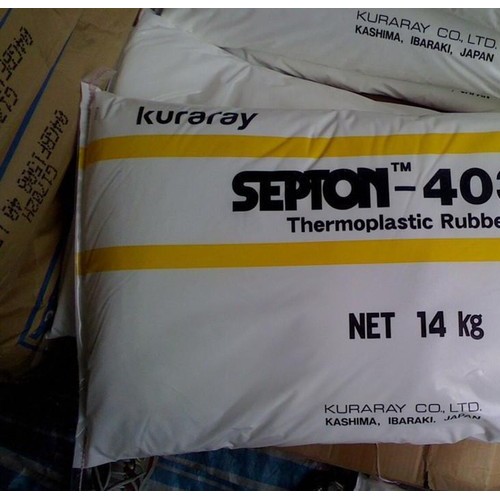 KURARAY CO., LTD.
KASHIMA, IBARAKI, JAPAN
kuraray
SEPTON™-403
Thermoplastic Rubbe
NET 14 kg
KURARAY CO., LTD.
KASHIMA, IBARAKI, JAPAN